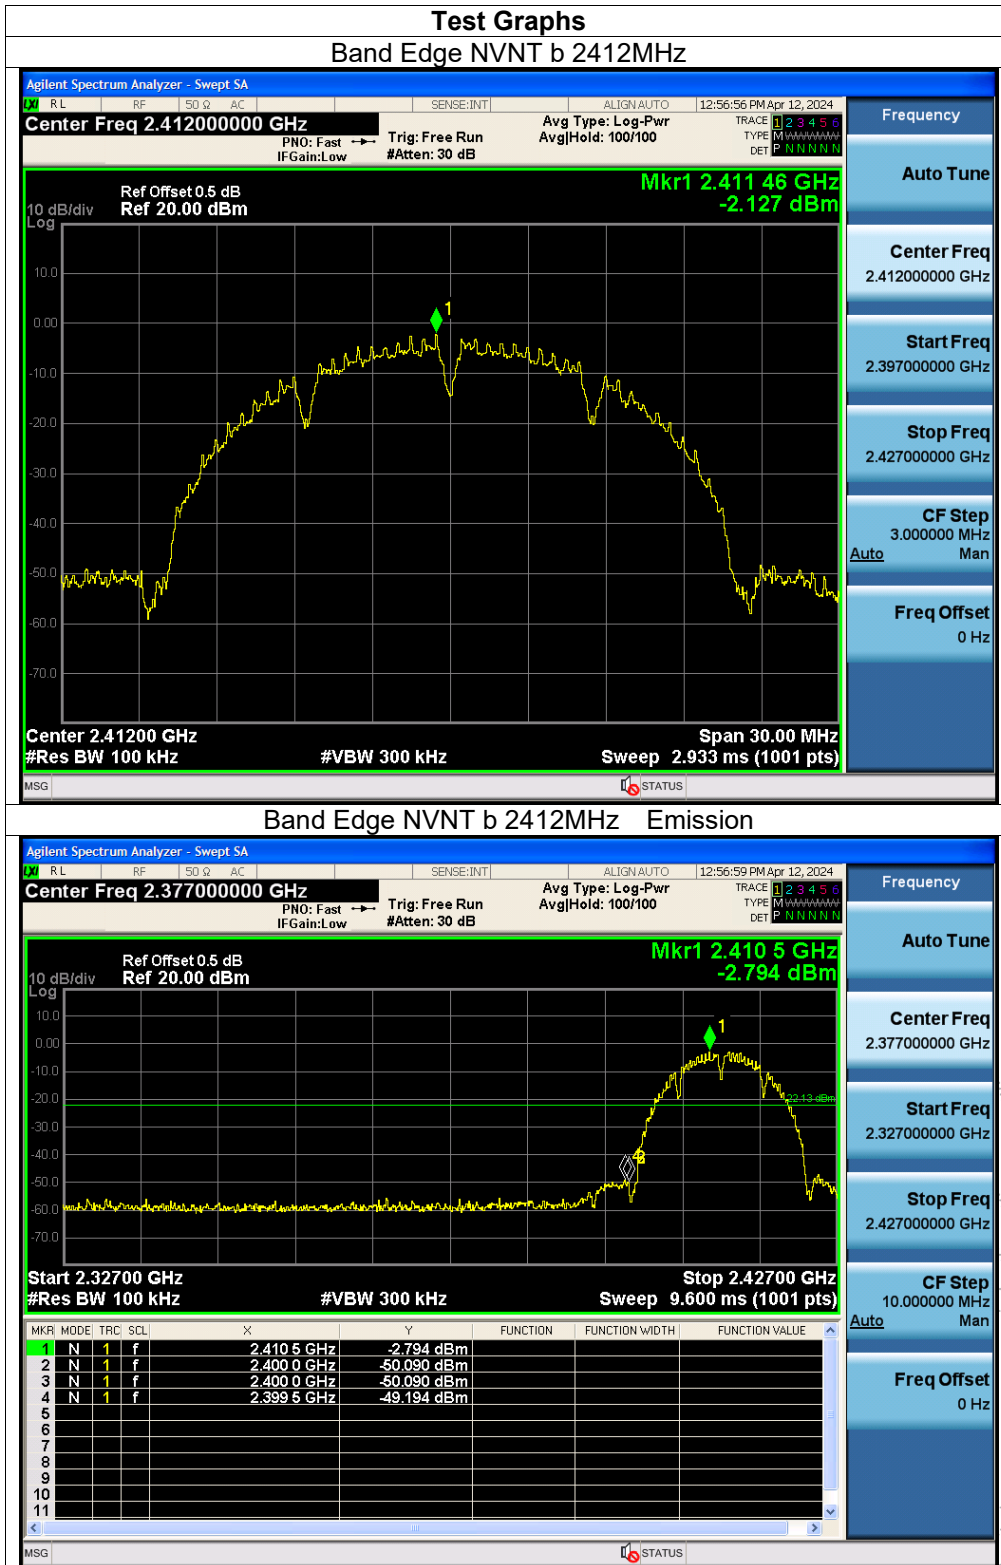 Test Graphs
Band Edge NVNT b 2412MHz
Agilent Spectrum Analyzer - Swept SA
LXI RL RF 50 Ω AC SENSE:INT ALIGN AUTO 12:56:56 PM Apr 12, 2024
Center Freq 2.412000000 GHz
PNO: Fast
IFGain:Low
Trig: Free Run
#Atten: 30 dB
Avg Type: Log-Pwr
Avg|Hold: 100/100
TRACE 1 2 3 4 5 6
TYPE M WWWWW
DET P N N N N N
Mkr1 2.411 46 GHz
-2.127 dBm
Ref Offset 0.5 dB
10 dB/div Ref 20.00 dBm
Log
1
10.0
0.00
-10.0
-20.0
-30.0
-40.0
-50.0
-60.0
-70.0
Center 2.41200 GHz Span 30.00 MHz
#Res BW 100 kHz #VBW 300 kHz Sweep 2.933 ms (1001 pts)
MSG STATUS
Frequency
Auto Tune
Center Freq
2.412000000 GHz
Start Freq
2.397000000 GHz
Stop Freq
2.427000000 GHz
CF Step
3.000000 MHz
Auto Man
Freq Offset
0 Hz
Band Edge NVNT b 2412MHz Emission
Agilent Spectrum Analyzer - Swept SA
LXI RL RF 50 Ω AC SENSE:INT ALIGN AUTO 12:56:59 PM Apr 12, 2024
Center Freq 2.377000000 GHz
PNO: Fast
IFGain:Low
Trig: Free Run
#Atten: 30 dB
Avg Type: Log-Pwr
Avg|Hold: 100/100
TRACE 1 2 3 4 5 6
TYPE M WWWWW
DET P N N N N N
Mkr1 2.410 5 GHz
-2.794 dBm
Ref Offset 0.5 dB
10 dB/div Ref 20.00 dBm
Log
1
10.0
0.00
-10.0
-20.0
-22.13 dBm
-30.0
-40.0
-50.0
-60.0
-70.0
Start 2.32700 GHz Stop 2.42700 GHz
#Res BW 100 kHz #VBW 300 kHz Sweep 9.600 ms (1001 pts)
MKR MODE TRC SCL X Y FUNCTION FUNCTION WIDTH FUNCTION VALUE
1 N 1 f 2.410 5 GHz -2.794 dBm
2 N 1 f 2.400 0 GHz -50.090 dBm
3 N 1 f 2.400 0 GHz -50.090 dBm
4 N 1 f 2.399 5 GHz -49.194 dBm
5
6
7
8
9
10
11
MSG STATUS
Frequency
Auto Tune
Center Freq
2.377000000 GHz
Start Freq
2.327000000 GHz
Stop Freq
2.427000000 GHz
CF Step
10.000000 MHz
Auto Man
Freq Offset
0 Hz